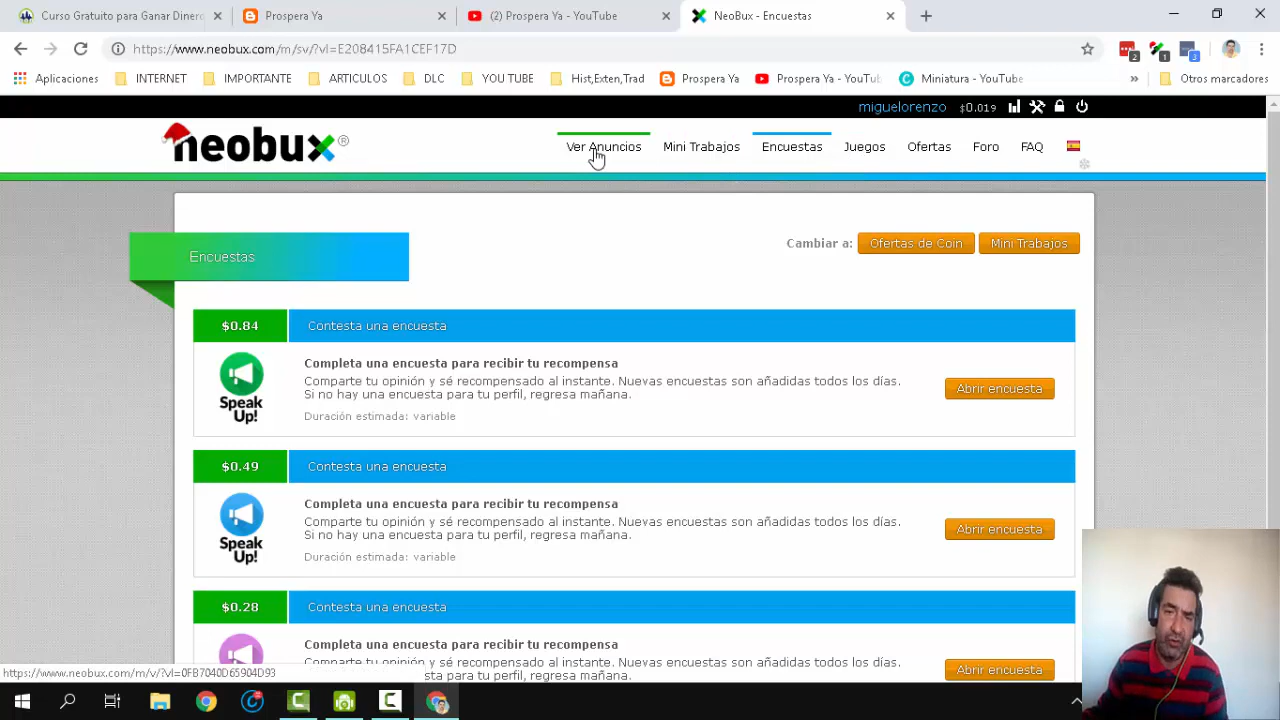 Curso Gratuito para Ganar Dinero
Prospera Ya
(2) Prospera Ya - YouTube
NeoBux - Encuestas
https://www.neobux.com/m/sv/?vl=E208415FA1CEF17D
2
1
3
Aplicaciones
INTERNET
IMPORTANTE
ARTICULOS
DLC
YOU TUBE
Hist,Exten,Trad
Prospera Ya
Prospera Ya - YouTub
Miniatura - YouTube
»
Otros marcadores
miguelorenzo
$0.019
neobux®
Ver Anuncios
Mini Trabajos
Encuestas
Juegos
Ofertas
Foro
FAQ
Encuestas
Cambiar a:
Ofertas de Coin
Mini Trabajos
$0.84
Contesta una encuesta
Speak Up!
Completa una encuesta para recibir tu recompensa
Comparte tu opinión y sé recompensado al instante. Nuevas encuestas son añadidas todos los días.
Si no hay una encuesta para tu perfil, regresa mañana.
Duración estimada: variable
Abrir encuesta
$0.49
Contesta una encuesta
Speak Up!
Completa una encuesta para recibir tu recompensa
Comparte tu opinión y sé recompensado al instante. Nuevas encuestas son añadidas todos los días.
Si no hay una encuesta para tu perfil, regresa mañana.
Duración estimada: variable
Abrir encuesta
$0.28
Contesta una encuesta
Completa una encuesta para recibir tu recompensa
Comparte tu opinión y sé recompensado al instante. Nuevas encuestas son añadidas todos los días.
sta para tu perfil, regresa mañana.
Abrir encuesta
https://www.neobux.com/m/v/?vl=0FB7040D65904D93